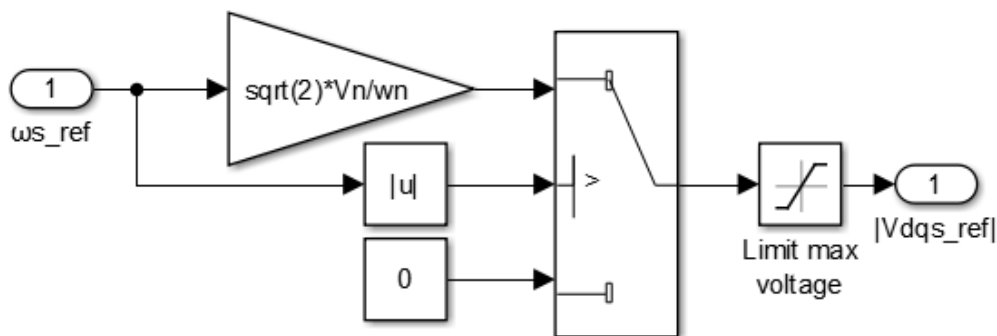 1
ωs_ref
sqrt(2)*Vn/wn
|u|
0
>
Limit max
voltage
1
|Vdqs_ref|